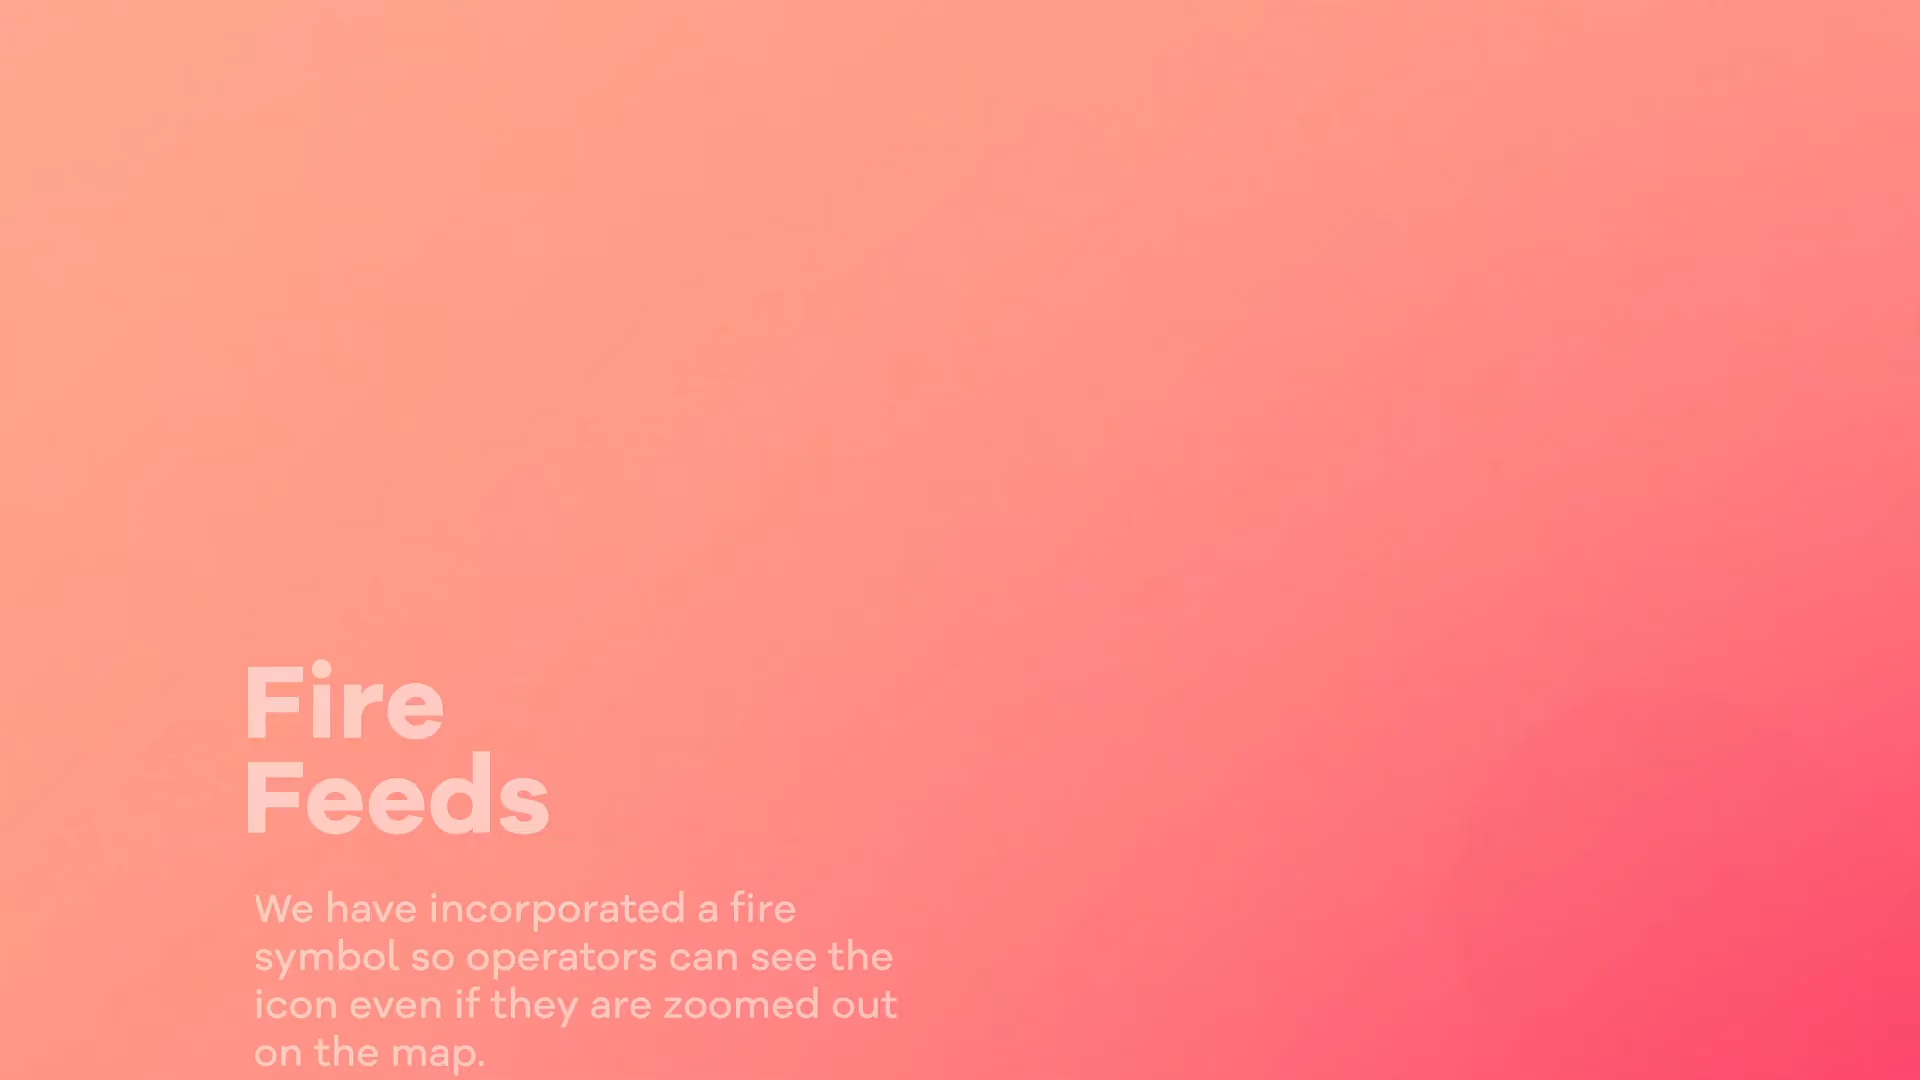 Fire
Feeds
We have incorporated a fire
symbol so operators can see the
icon even if they are zoomed out
on the map.